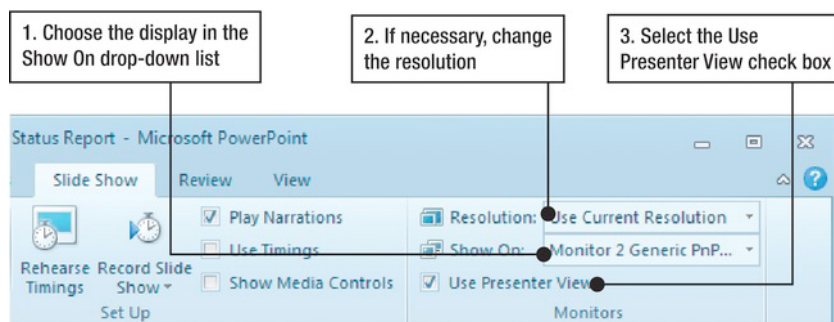 1. Choose the display in the
Show On drop-down list
2. If necessary, change
the resolution
3. Select the Use
Presenter View check box
Status Report - Microsoft PowerPoint
Slide Show Review View
Rehearse
Timings
Record Slide
Show
Play Narrations
Use Timings
Show Media Controls
Set Up
Resolution: Use Current Resolution
Show On: Monitor 2 Generic PnP...
Use Presenter View
Monitors